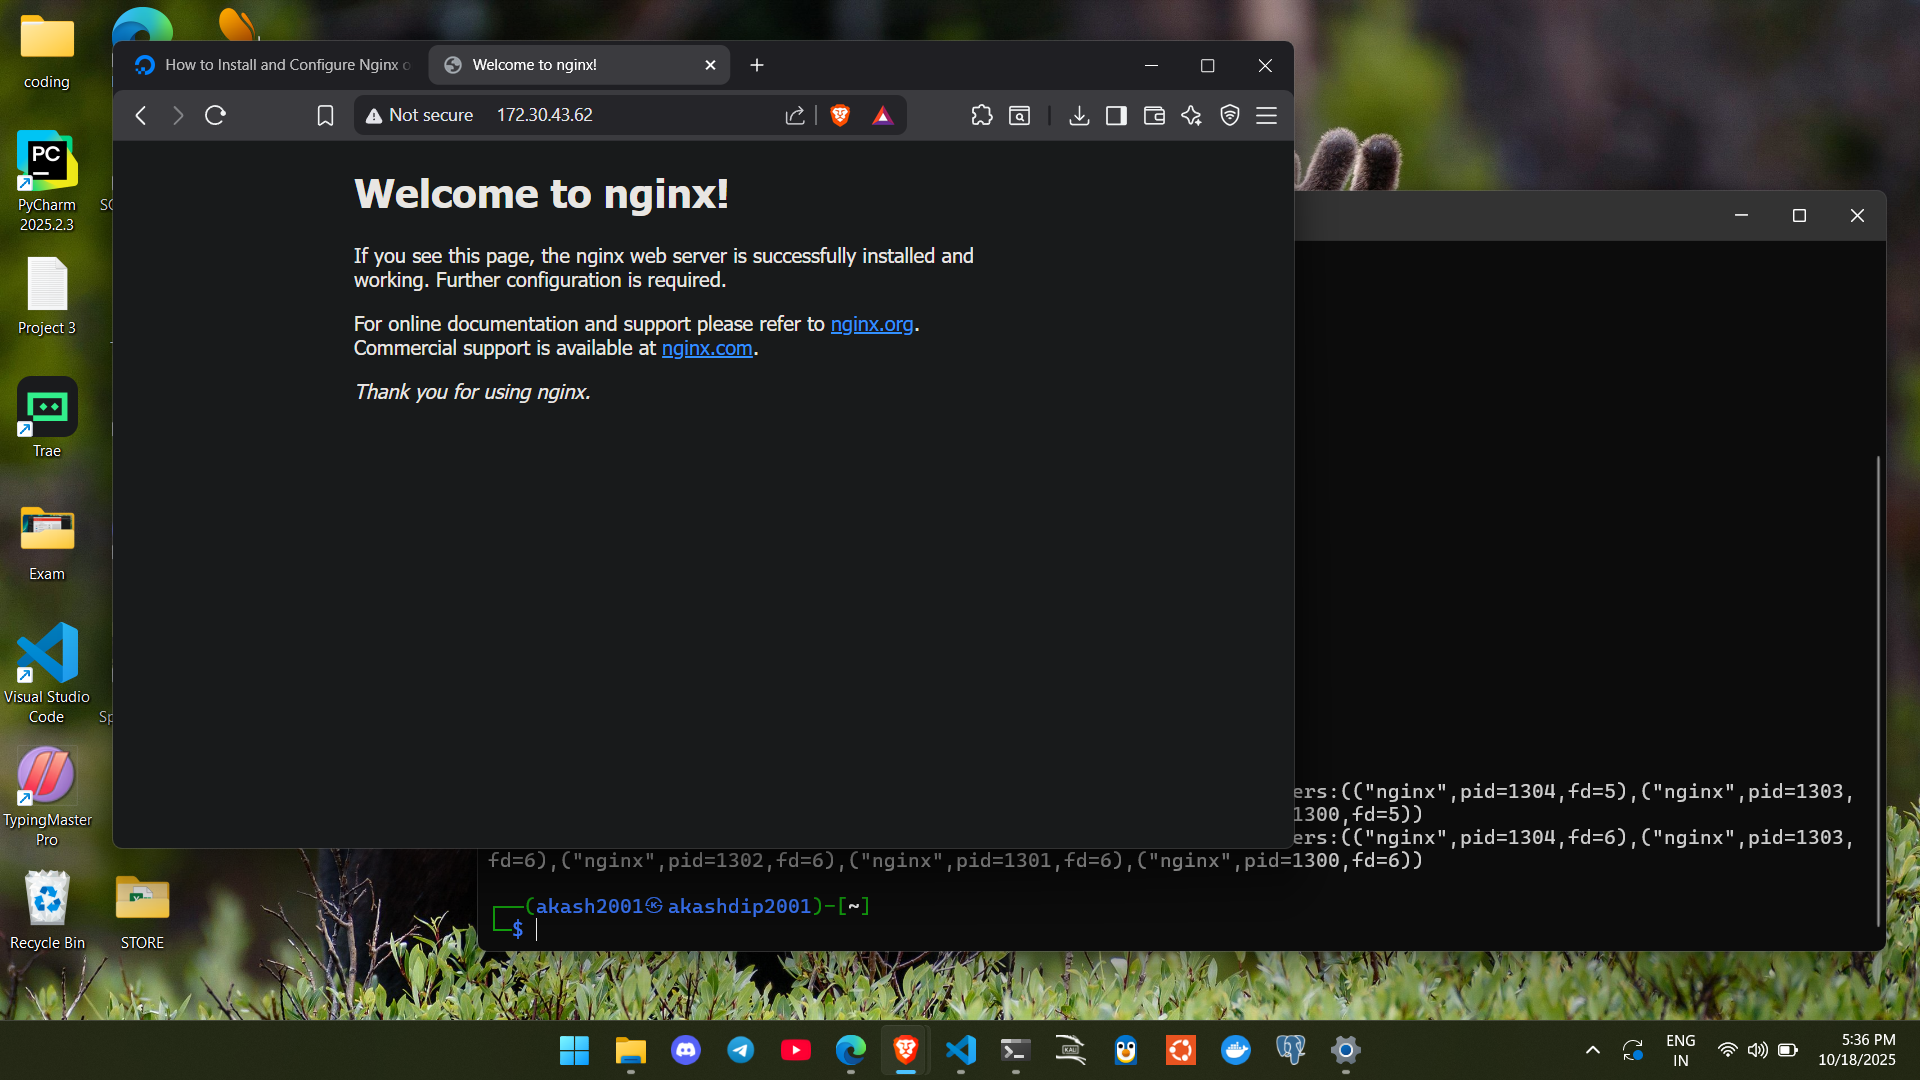 coding
PC
PyCharm
2025.2.3
Project 3
Trae
Exam
Visual Studio
Code
TypingMaster
Pro
Recycle Bin
STORE
How to Install and Configure Nginx o
Welcome to nginx!
Not secure
172.30.43.62
Welcome to nginx!
If you see this page, the nginx web server is successfully installed and
working. Further configuration is required.
For online documentation and support please refer to nginx.org.
Commercial support is available at nginx.com.
Thank you for using nginx.
ers:(("nginx",pid=1304,fd=5),("nginx",pid=1303,
1300,fd=5))
ers:(("nginx",pid=1304,fd=6),("nginx",pid=1303,
fd=6),("nginx",pid=1302,fd=6),("nginx",pid=1301,fd=6),("nginx",pid=1300,fd=6))
┌──(akash2001㉿akashdip2001)-[~]
└─$
KALI
ENG
IN
5:36 PM
10/18/2025